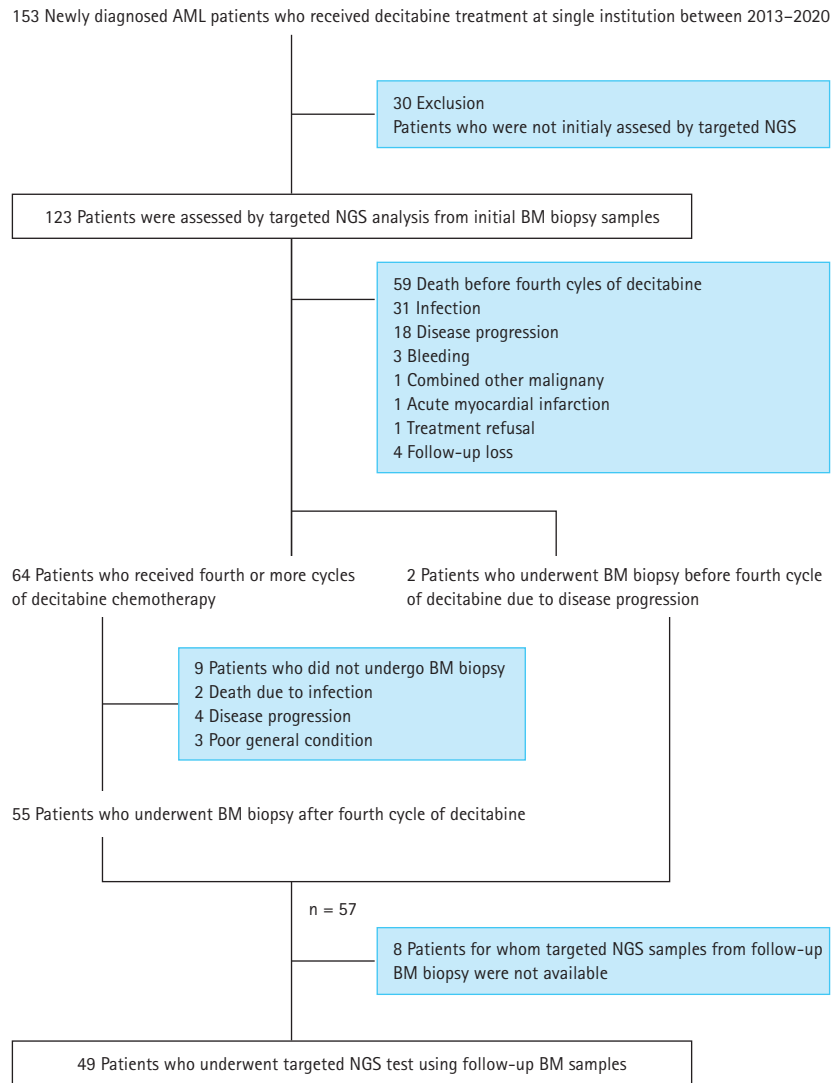 153 Newly diagnosed AML patients who received decitabine treatment at single institution between 2013–2020
30 Exclusion
Patients who were not initialy assesed by targeted NGS
123 Patients were assessed by targeted NGS analysis from initial BM biopsy samples
59 Death before fourth cyles of decitabine
31 Infection
18 Disease progression
3 Bleeding
1 Combined other malignany
1 Acute myocardial infarction
1 Treatment refusal
4 Follow-up loss
64 Patients who received fourth or more cycles
of decitabine chemotherapy
2 Patients who underwent BM biopsy before fourth cycle
of decitabine due to disease progression
9 Patients who did not undergo BM biopsy
2 Death due to infection
4 Disease progression
3 Poor general condition
55 Patients who underwent BM biopsy after fourth cycle of decitabine
n = 57
8 Patients for whom targeted NGS samples from follow-up
BM biopsy were not available
49 Patients who underwent targeted NGS test using follow-up BM samples